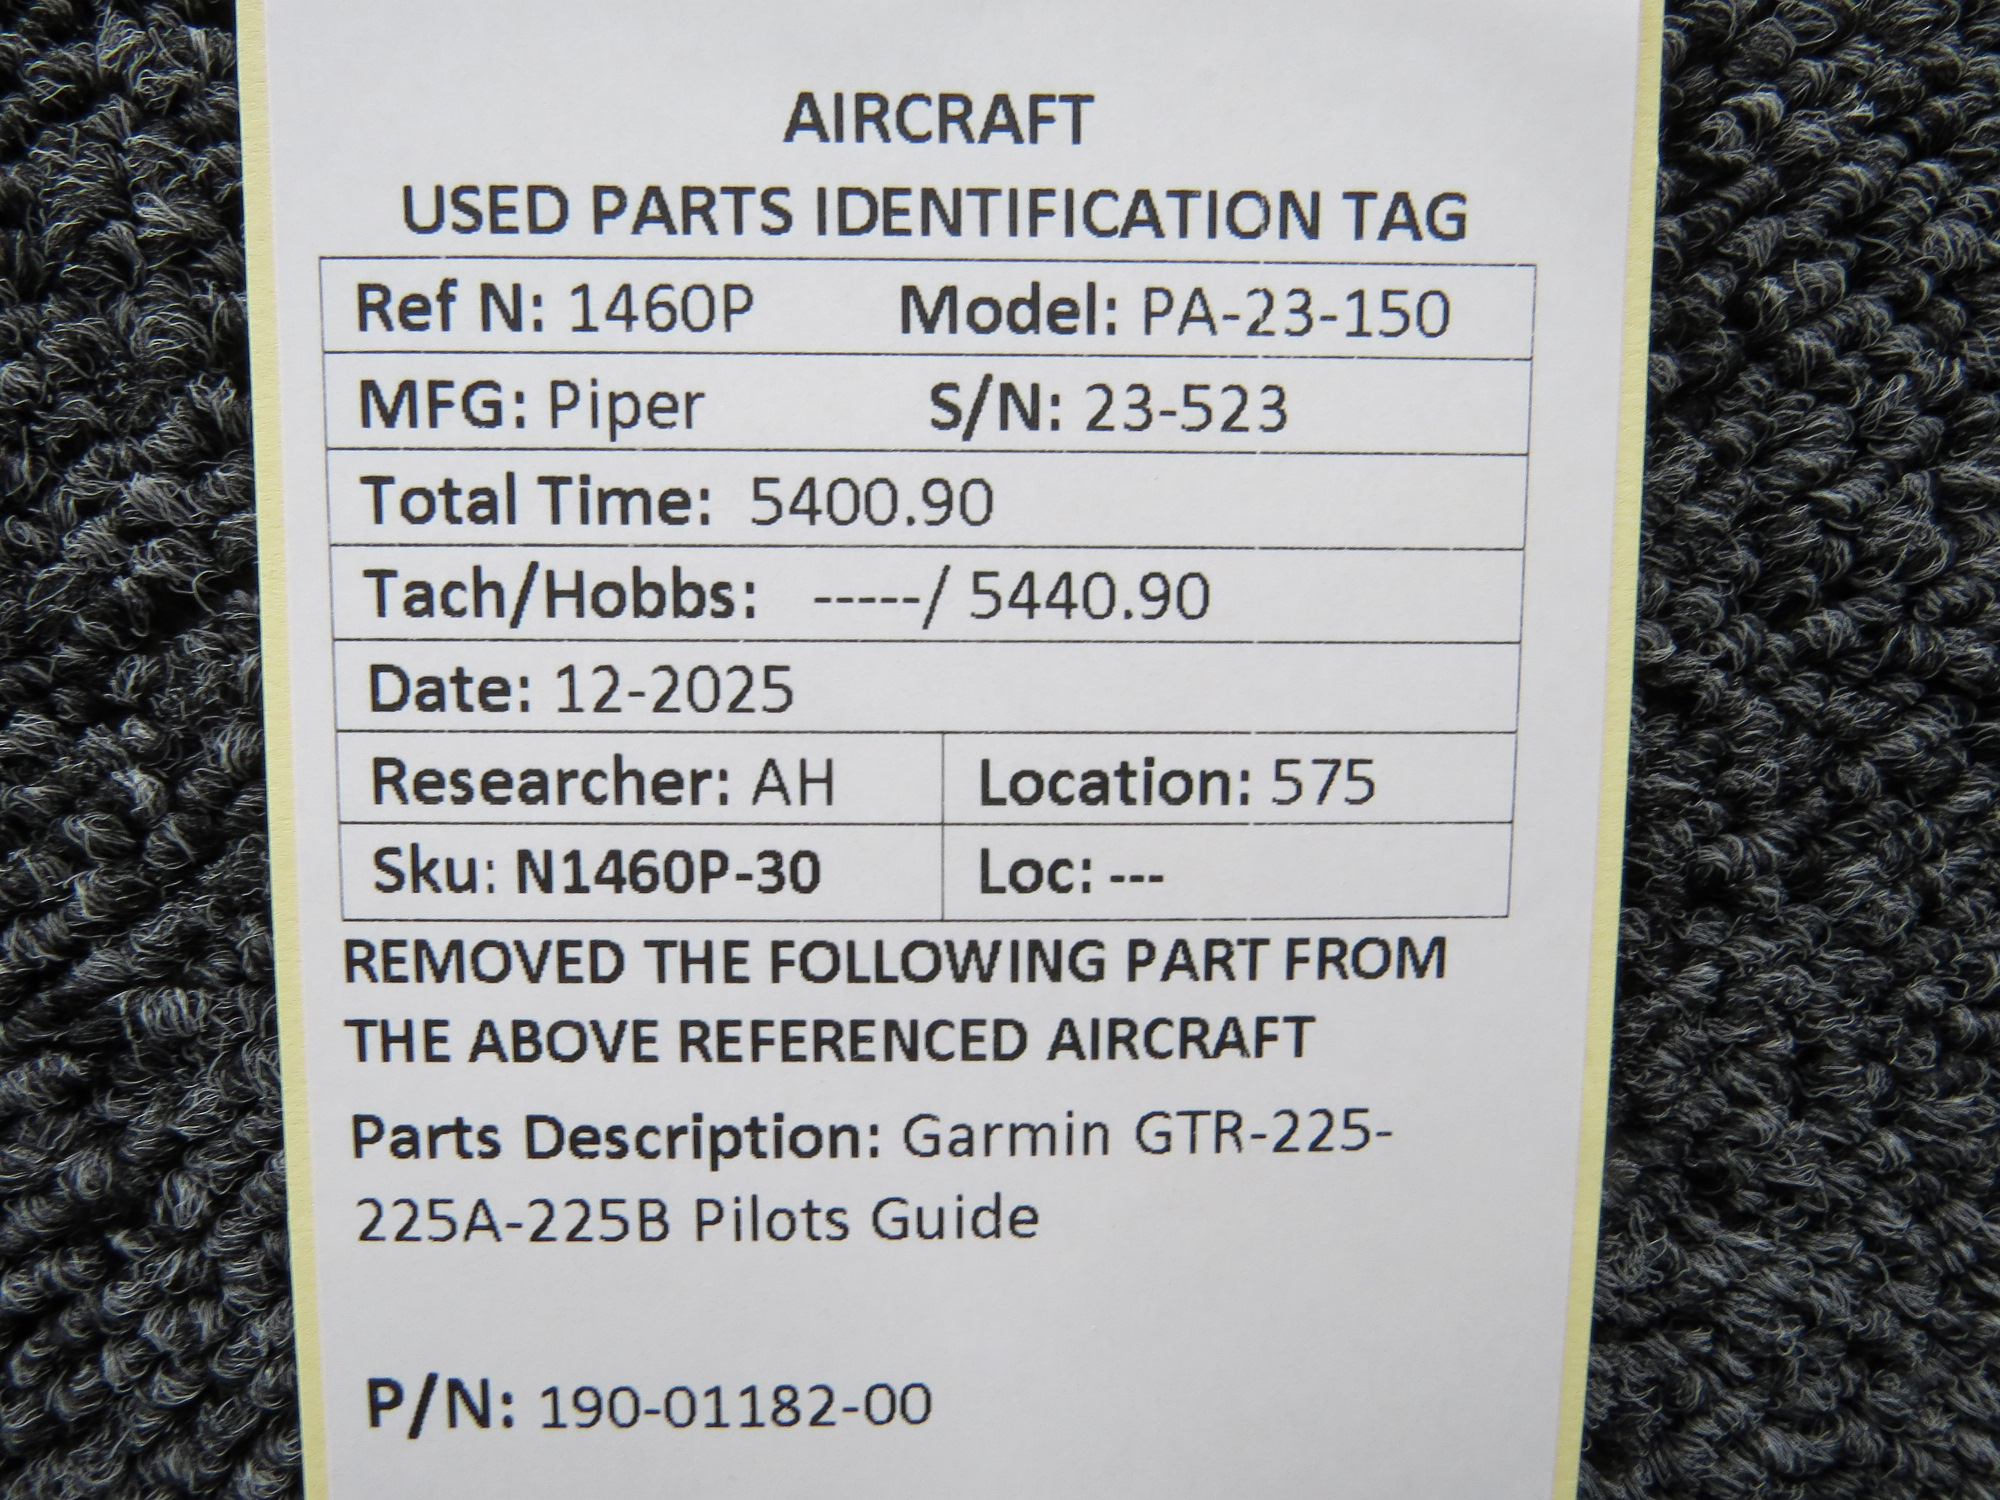 AIRCRAFT
USED PARTS IDENTIFICATION TAG
Ref N: 1460P Model: PA-23-150
MFG: Piper S/N: 23-523
Total Time: 5400.90
Tach/Hobbs: -----/ 5440.90
Date: 12-2025
Researcher: AH Location: 575
Sku: N1460P-30 Loc: ---
REMOVED THE FOLLOWING PART FROM
THE ABOVE REFERENCED AIRCRAFT
Parts Description: Garmin GTR-225-
225A-225B Pilots Guide
P/N: 190-01182-00